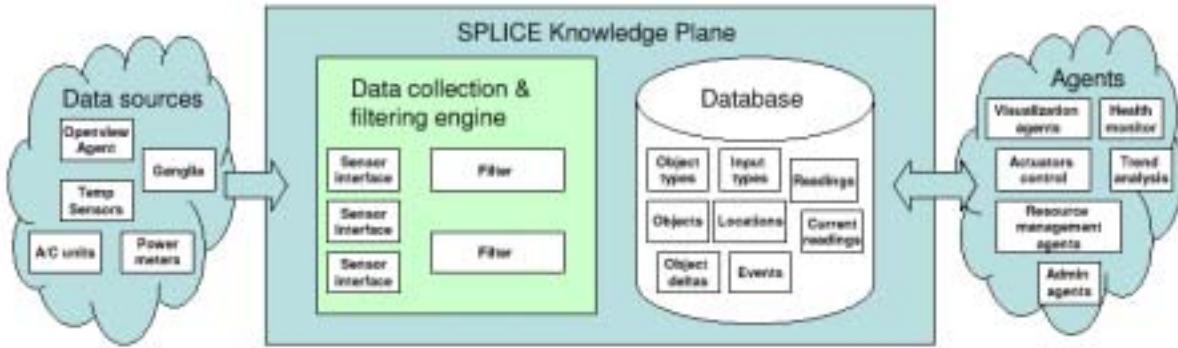 SPLICE Knowledge Plane
Data sources
Openview
Agent
Ganglia
Temp
Sensors
A/C units
Power
meters
Data collection &
filtering engine
Sensor
interface
Filter
Sensor
Interface
Sensor
interface
Filter
Database
Object
types
Input
types
Readings
Objects
Locations
Current
readings
Object
deltas
Events
Agents
Visualization
agents
Health
monitor
Actuators
control
Trend
analysis
Resource
management
agents
Admin
agents